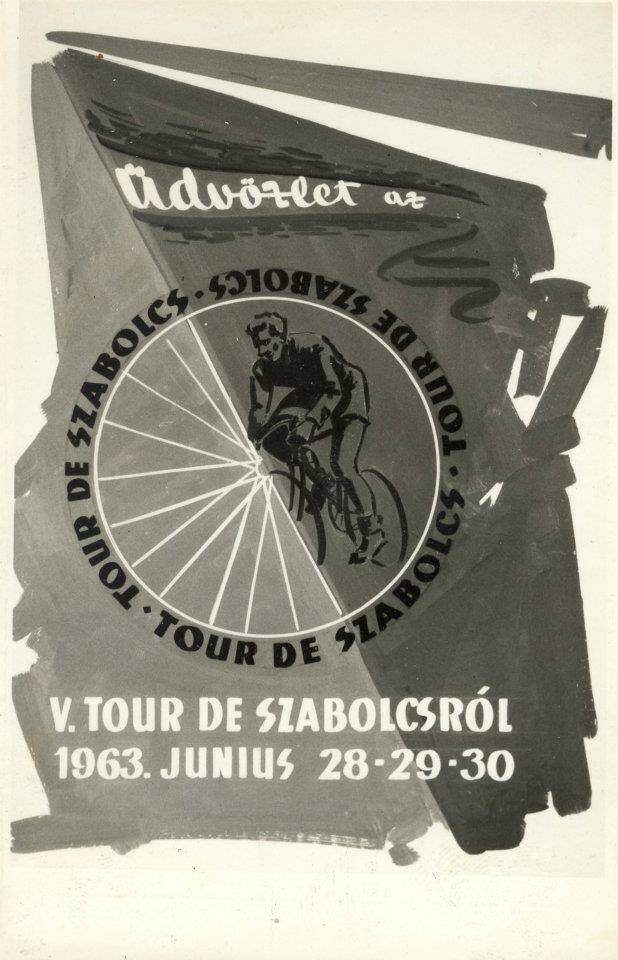 Üdvözlet az
TOUR DE SZABOLCS · TOUR DE SZABOLCS · TOUR DE SZABOLCS · TOUR DE SZABOLCS ·
V. TOUR DE SZABOLCSRÓL
1963. JUNIUS 28-29-30